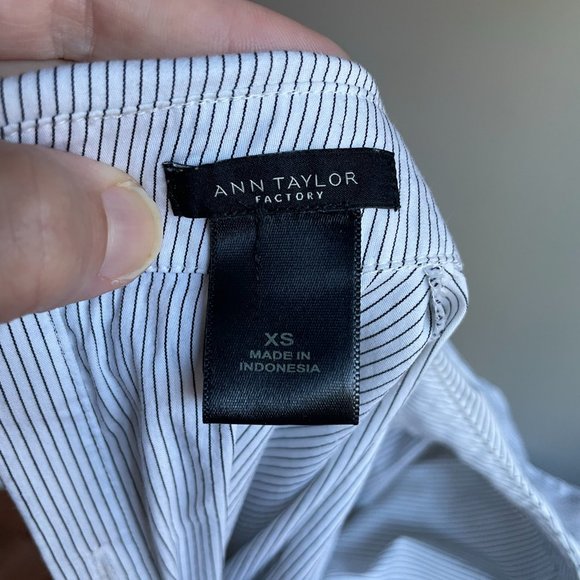 ANN TAYLOR
FACTORY
XS
MADE IN
INDONESIA